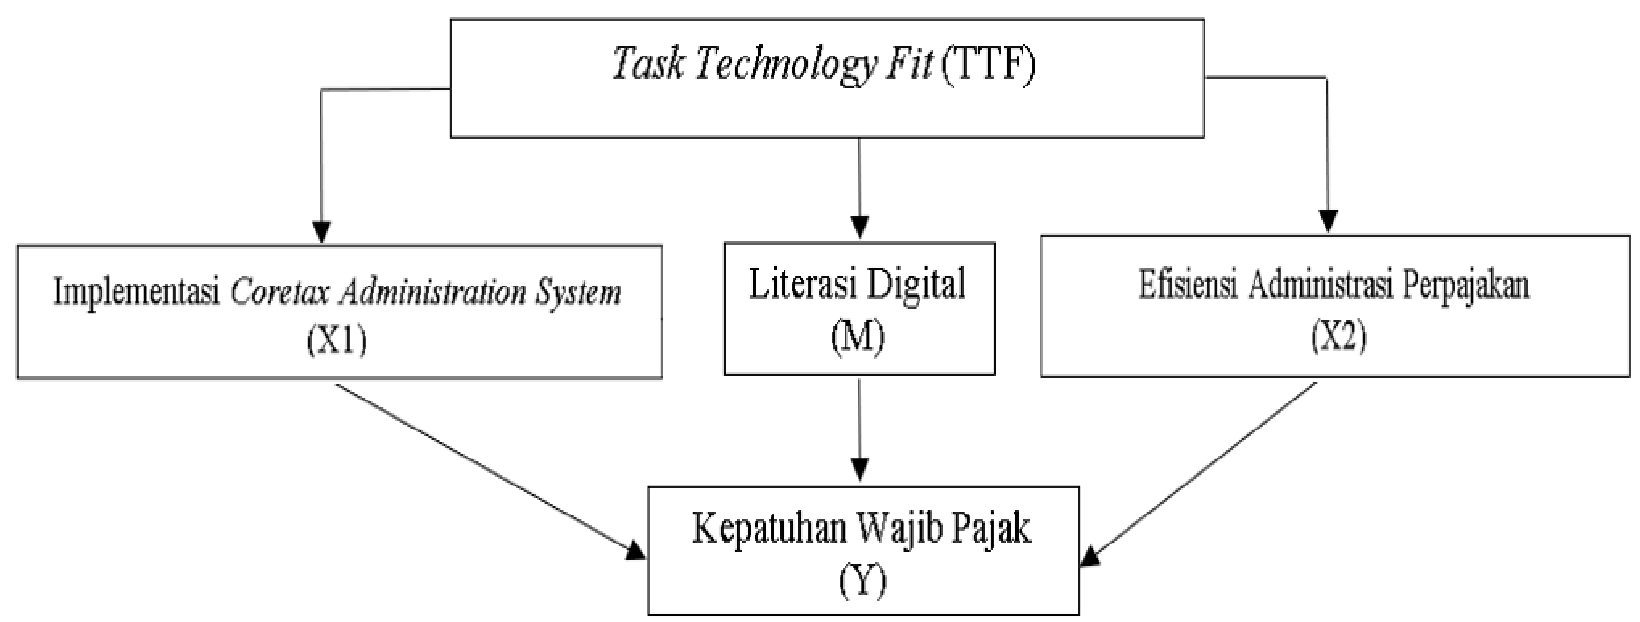 Task Technology Fit (TTF)
Implementasi Coretax Administration System
(X1)
Literasi Digital
(M)
Efisiensi Administrasi Perpajakan
(X2)
Kepatuhan Wajib Pajak
(Y)